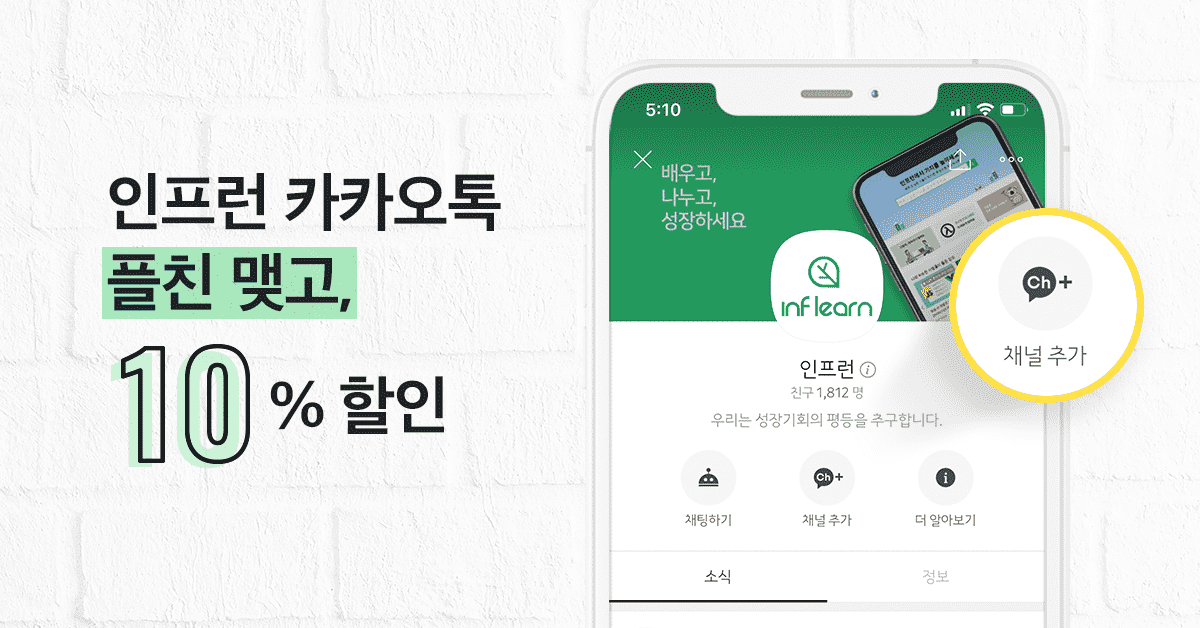 인프런 카카오톡
플친 맺고,
10% 할인
5:10
배우고,
나누고,
성장하세요
inflearn
Ch+
채널 추가
인프런
친구 1,812 명
우리는 성장기회의 평등을 추구합니다.
Ch+
채팅하기
채널 추가
더 알아보기
소식
정보